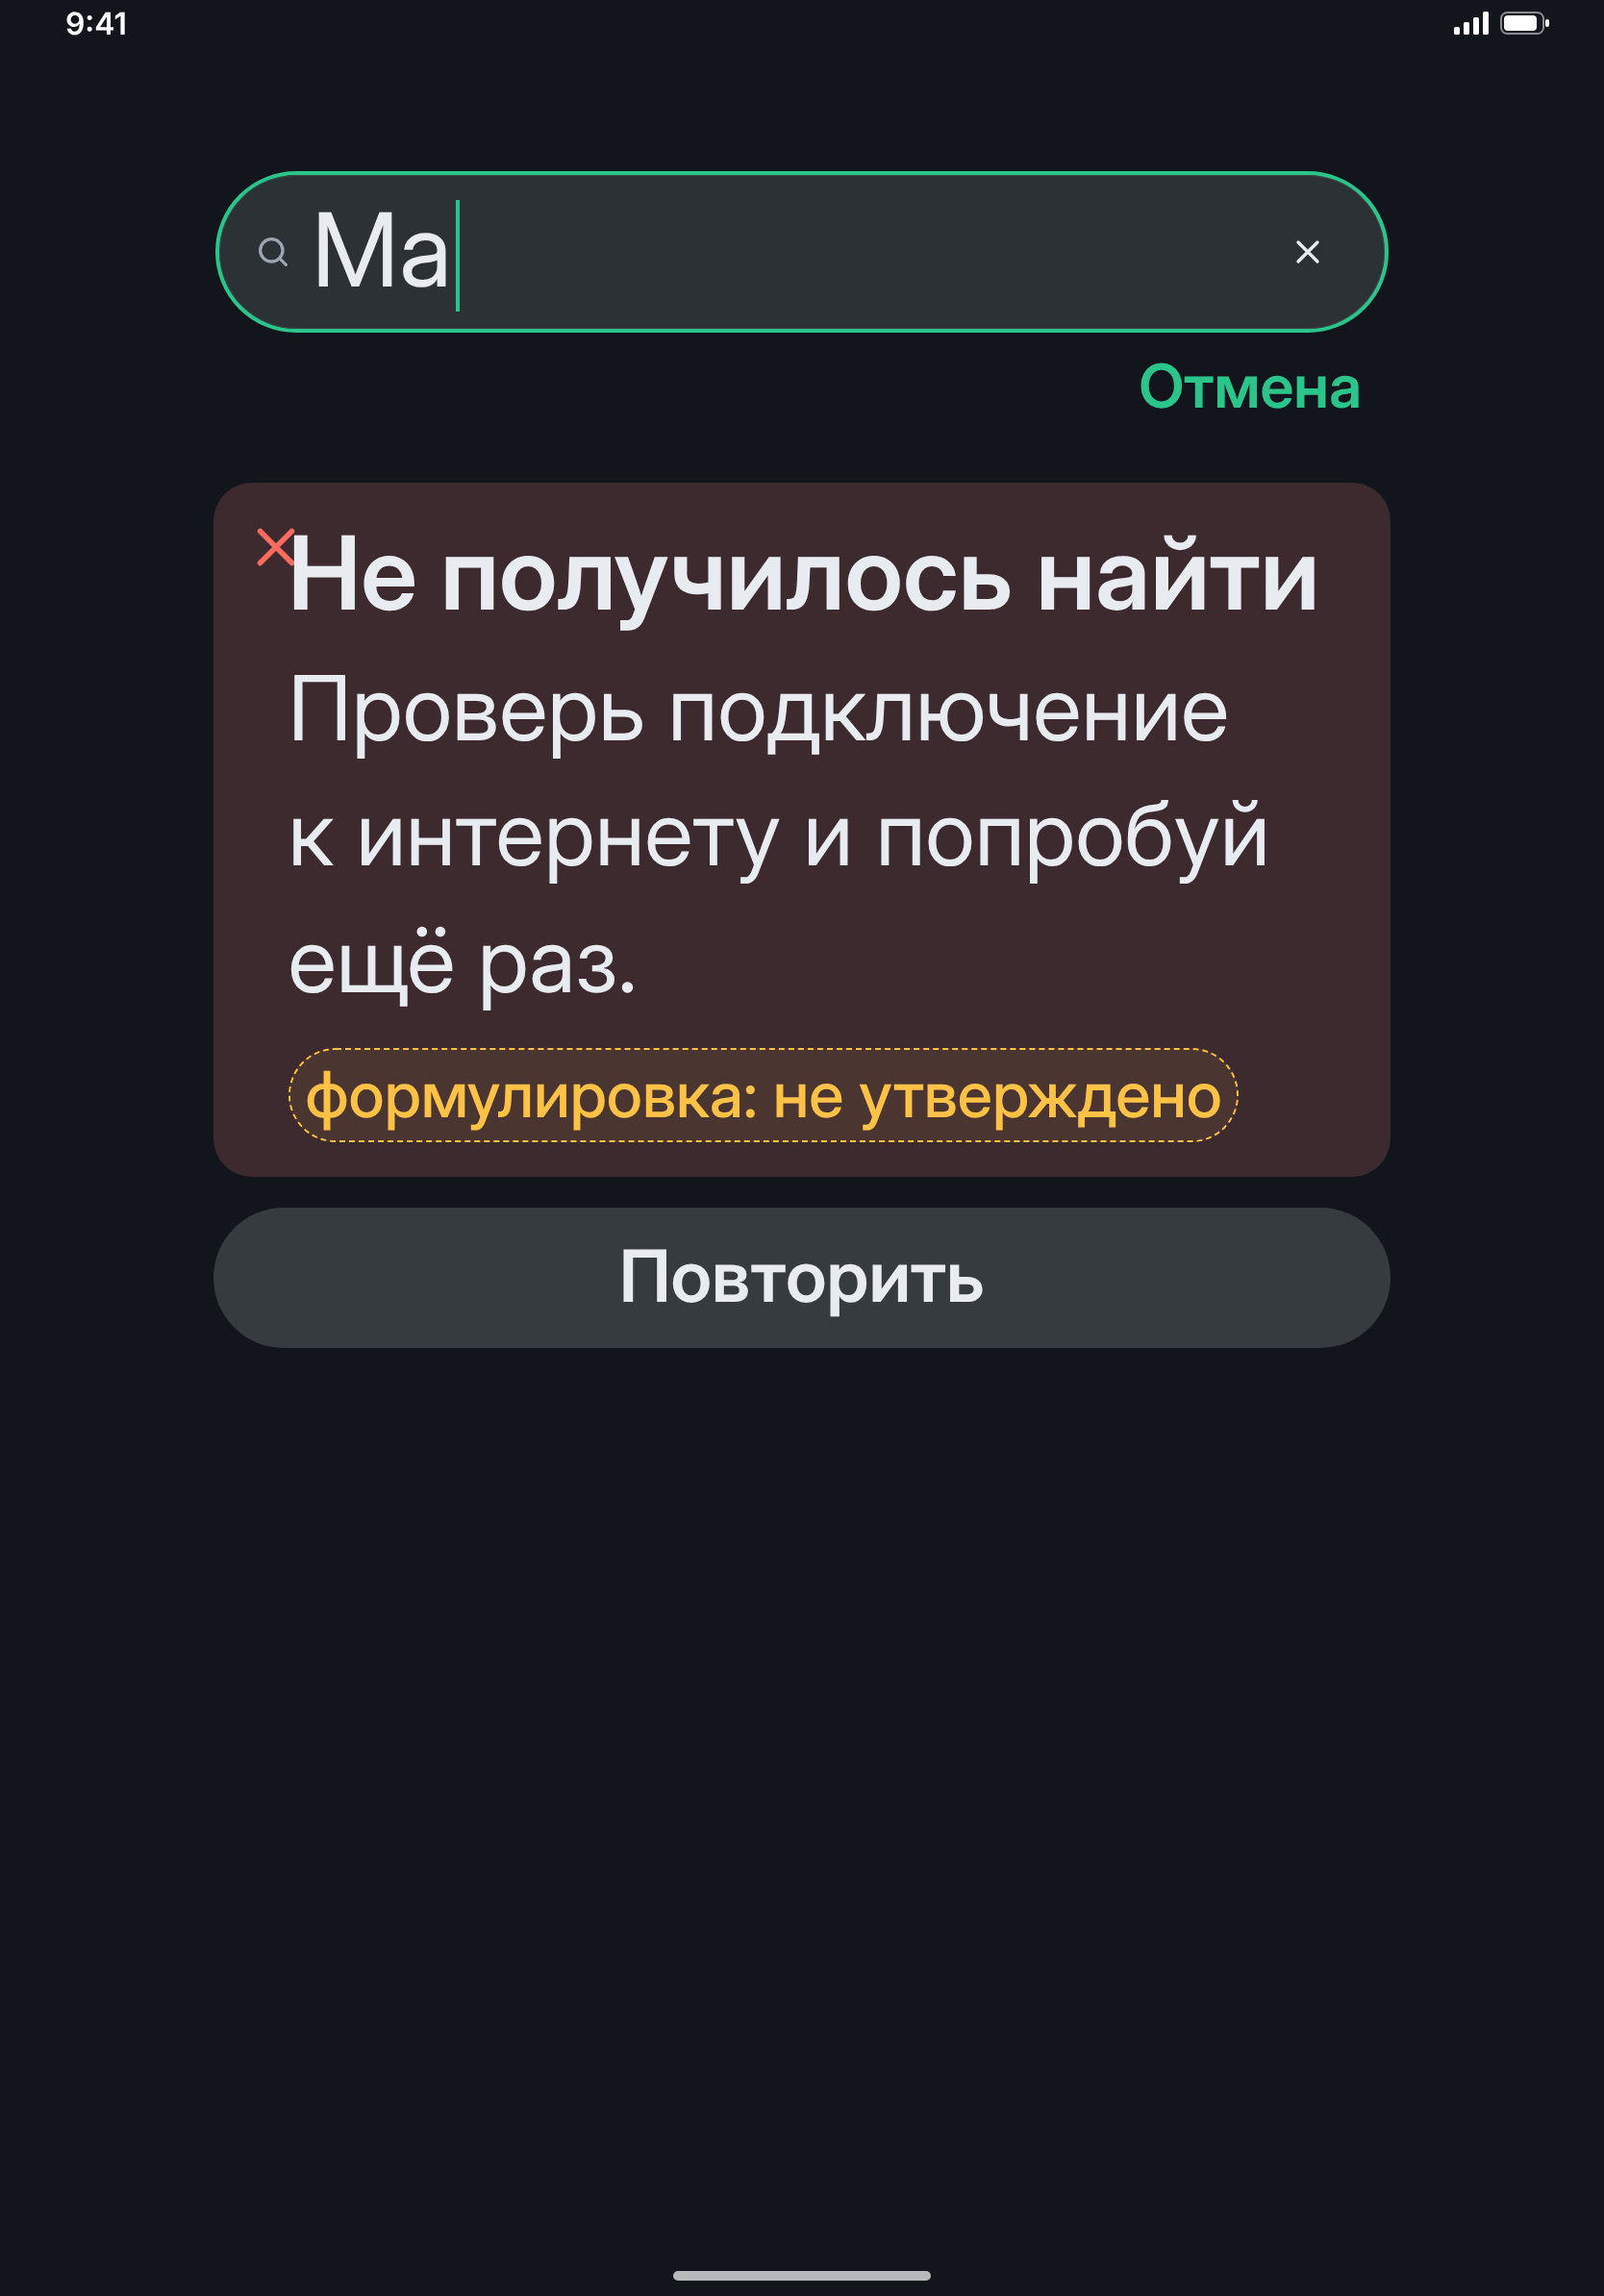 9:41
Ма
Отмена
Не получилось найти
Проверь подключение
к интернету и попробуй
ещё раз.
формулировка: не утверждено
Повторить